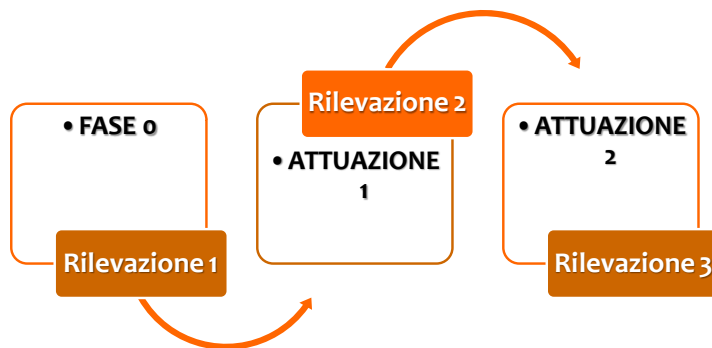 • FASE 0
Rilevazione 1
Rilevazione 2
• ATTUAZIONE
1
• ATTUAZIONE
2
Rilevazione 3